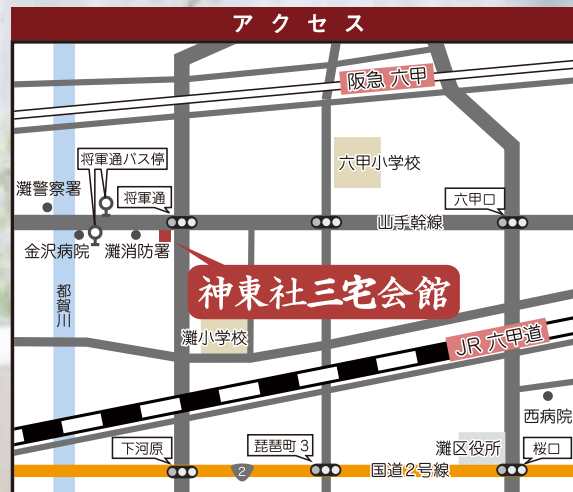 アクセス
阪急 六甲
将軍通バス停
六甲小学校
灘警察署
将軍通
六甲口
山手幹線
金沢病院
灘消防署
神東社三宅会館
都賀川
灘小学校
JR 六甲道
西病院
下河原
琵琶町3
灘区役所
桜口
2
国道2号線